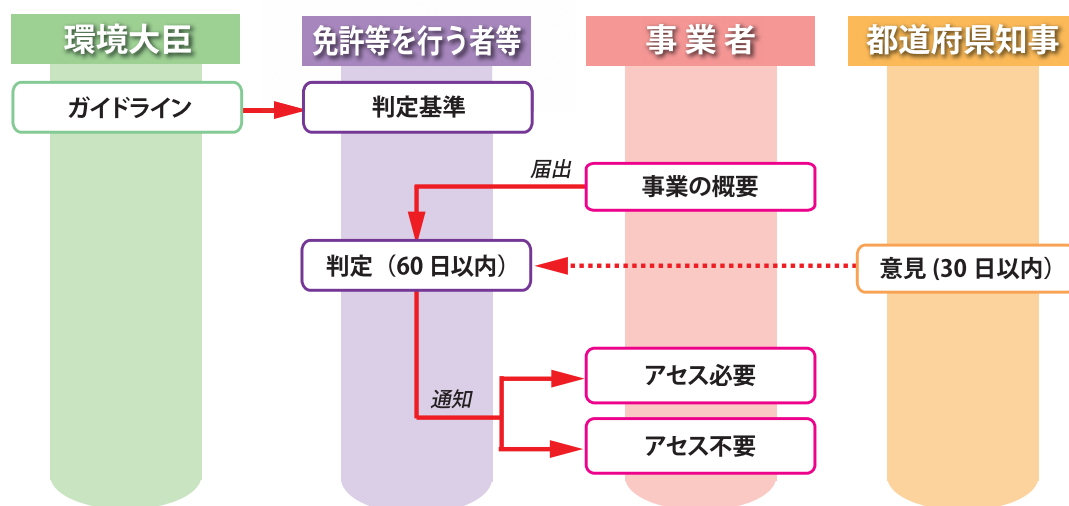 環境大臣
免許等を行う者等
事業者
都道府県知事
ガイドライン
判定基準
届出
事業の概要
判定（60 日以内）
意見 (30 日以内）
アセス必要
通知
アセス不要